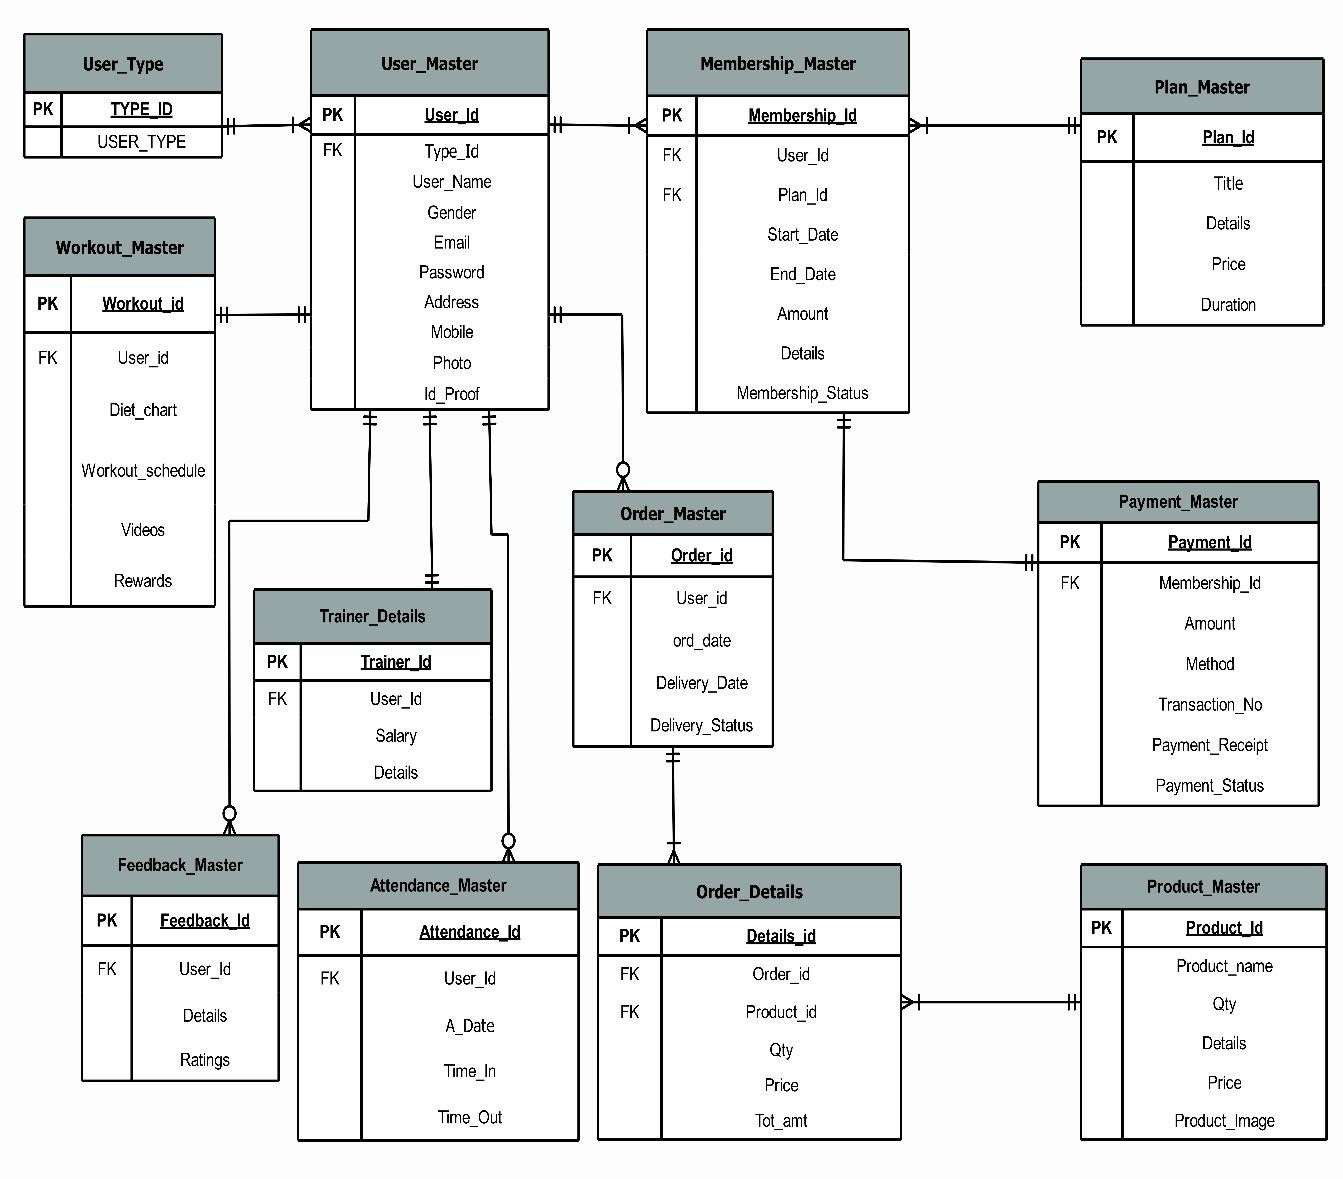 User_Type
PK TYPE_ID
USER_TYPE
User_Master
PK User_Id
FK Type_Id
User_Name
Gender
Email
Password
Address
Mobile
Photo
Id_Proof
Membership_Master
PK Membership_Id
FK User_Id
FK Plan_Id
Start_Date
End_Date
Amount
Details
Membership_Status
Plan_Master
PK Plan_Id
Title
Details
Price
Duration
Workout_Master
PK Workout_id
FK User_id
Diet_chart
Workout_schedule
Videos
Rewards
Order_Master
PK Order_id
FK User_id
ord_date
Delivery_Date
Delivery_Status
Payment_Master
PK Payment_Id
FK Membership_Id
Amount
Method
Transaction_No
Payment_Receipt
Payment_Status
Trainer_Details
PK Trainer_Id
FK User_Id
Salary
Details
Feedback_Master
PK Feedback_Id
FK User_Id
Details
Ratings
Attendance_Master
PK Attendance_Id
FK User_Id
A_Date
Time_In
Time_Out
Order_Details
PK Details_id
FK Order_id
FK Product_id
Qty
Price
Tot_amt
Product_Master
PK Product_Id
Product_name
Qty
Details
Price
Product_Image